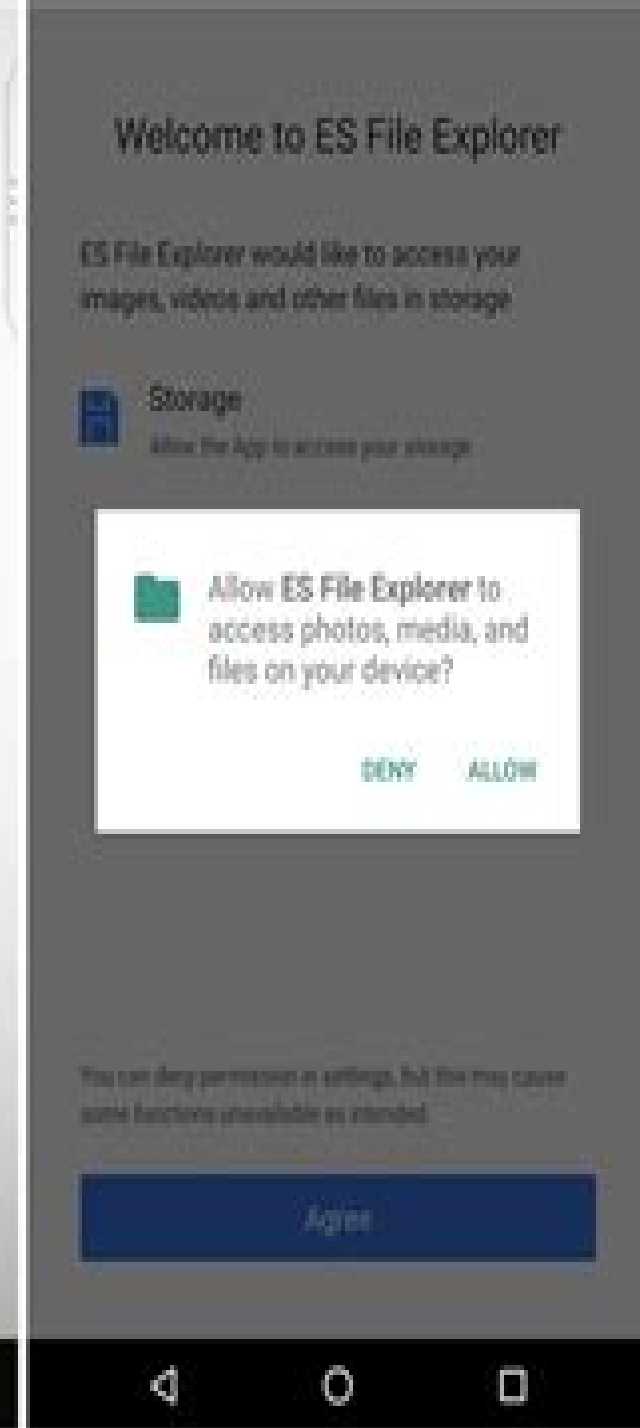 Welcome to ES File Explorer
ES File Explorer would like to access your
images, videos and other files in storage
Storage
Allow the App to access your storage
Allow ES File Explorer to
access photos, media, and
files on your device?
DENY ALLOW
You can deny permission in settings, but this may cause
some functions unavailable as intended.
Agree